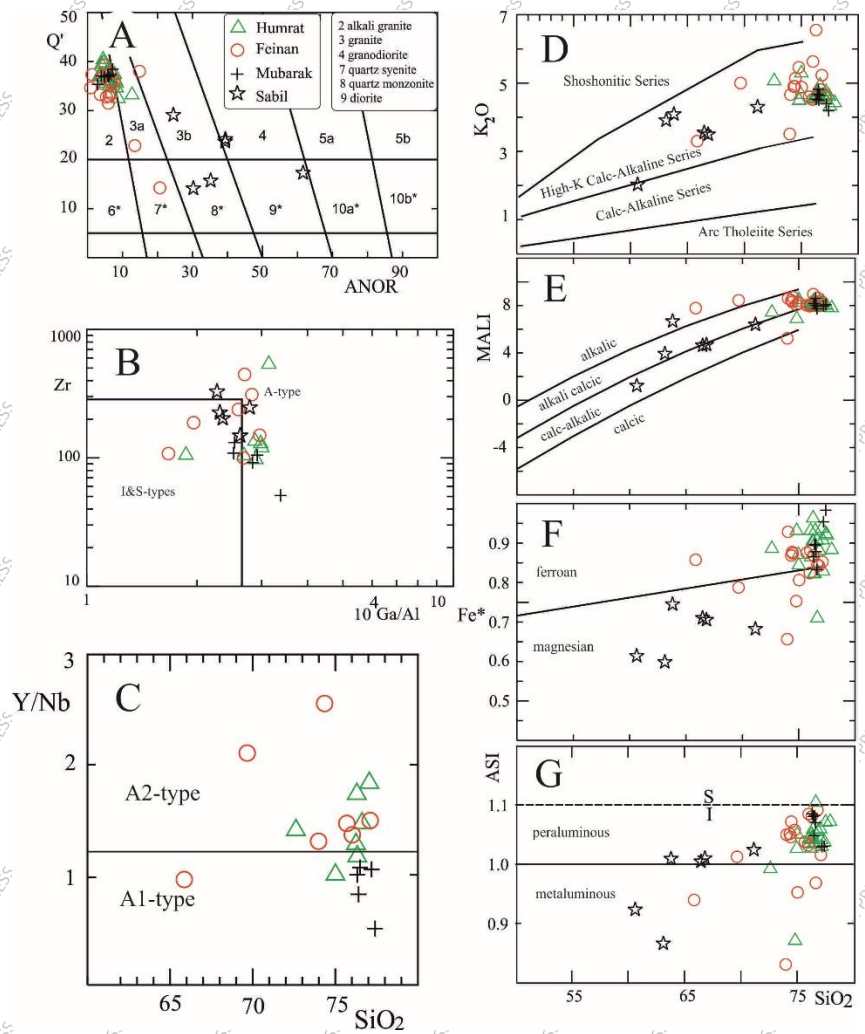 A
Q'
50
40
30
20
10
2
3a
3b
4
5a
5b
6*
7*
8*
9*
10a*
10b*
10
30
50
70
90
ANOR
Humrat
Feinan
Mubarak
Sabil
2 alkali granite
3 granite
4 granodiorite
7 quartz syenite
8 quartz monzonite
9 diorite
B
1000
Zr
100
10
A-type
I&S-types
1
10⁴ Ga/Al
10
C
3
Y/Nb
2
1
A2-type
A1-type
65
70
75
SiO₂
D
7
5
K₂O
3
1
Shoshonitic Series
High-K Calc-Alkaline Series
Calc-Alkaline Series
Arc Tholeiite Series
E
8
MALI
4
0
-4
alkalic
alkali calcic
calc-alkalic
calcic
F
0.9
0.8
Fe*
0.7
0.6
0.5
ferroan
magnesian
G
ASI
1.1
1.0
0.9
S
I
peraluminous
metaluminous
55
65
75
SiO₂